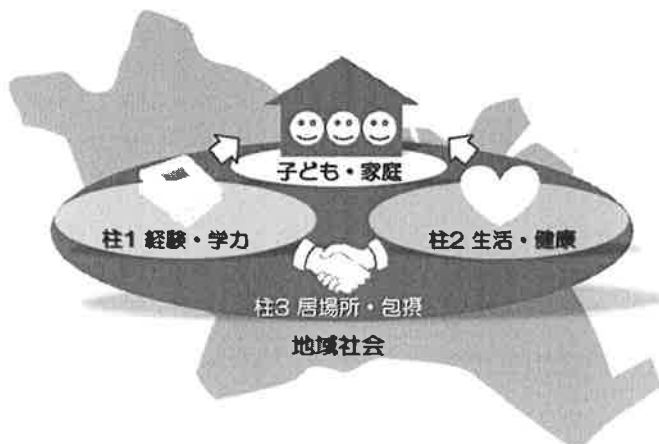 子ども・家庭
柱1 経験・学力
柱2 生活・健康
柱3 居場所・包摂
地域社会